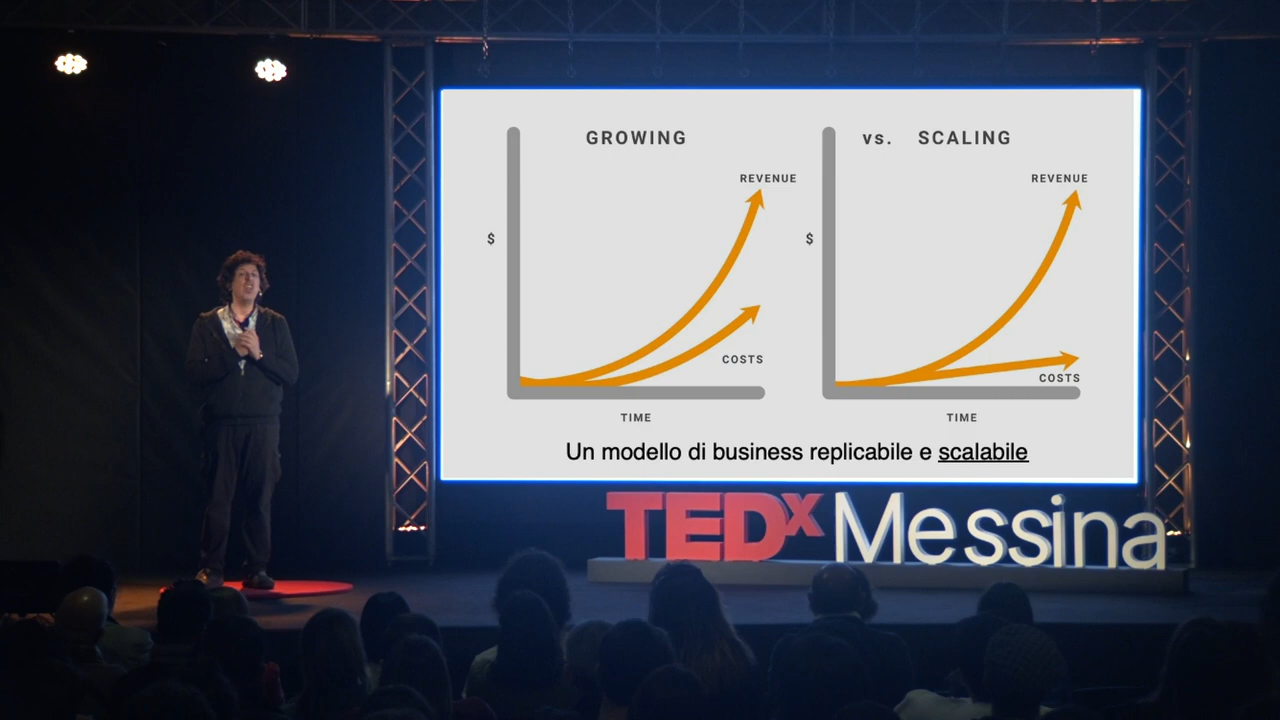 GROWING
REVENUE
$
COSTS
TIME
vs. SCALING
REVENUE
$
COSTS
TIME
Un modello di business replicabile e scalabile
TEDx Messina